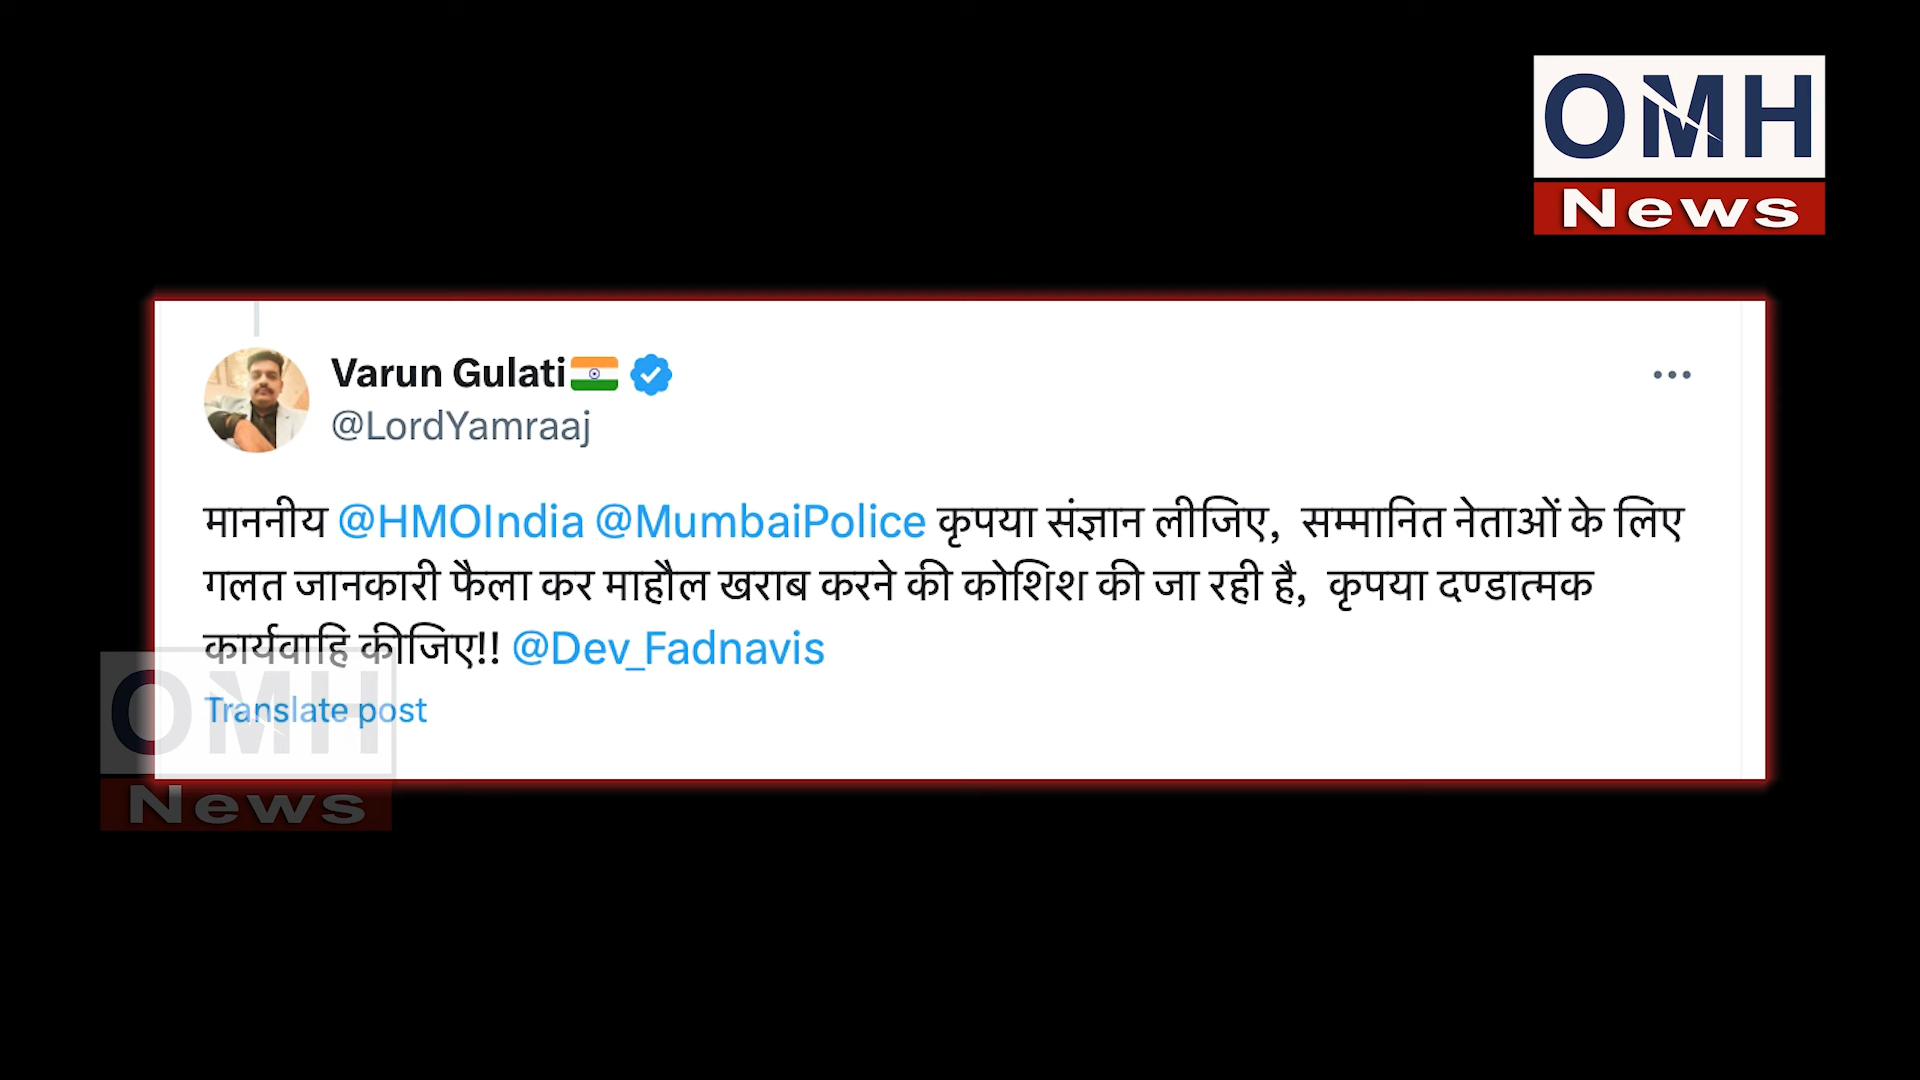 OMH
News
Varun Gulati🇮🇳
@LordYamraaj
माननीय @HMOIndia @MumbaiPolice कृपया संज्ञान लीजिए, सम्मानित नेताओं के लिए
गलत जानकारी फैला कर माहौल खराब करने की कोशिश की जा रही है, कृपया दण्डात्मक
कार्यवाहि कीजिए!! @Dev_Fadnavis
Translate post
OMH
News